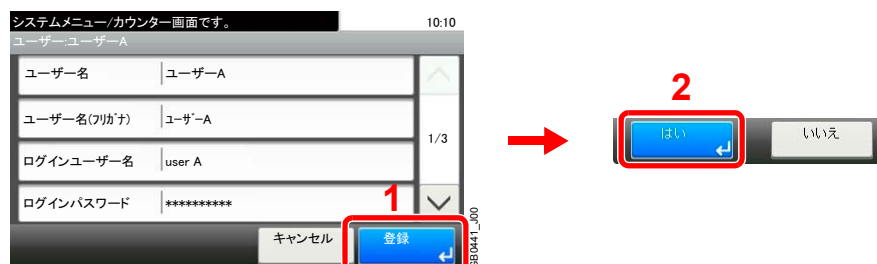 システムメニュー/カウンター画面です。 10:10
ユーザー:ユーザーA
ユーザー名 ユーザーA
ユーザー名(フリガナ) ユーザーA
1/3
ログインユーザー名 user A
ログインパスワード **********
1
キャンセル 登録
GB0441_J00
2
はい いいえ